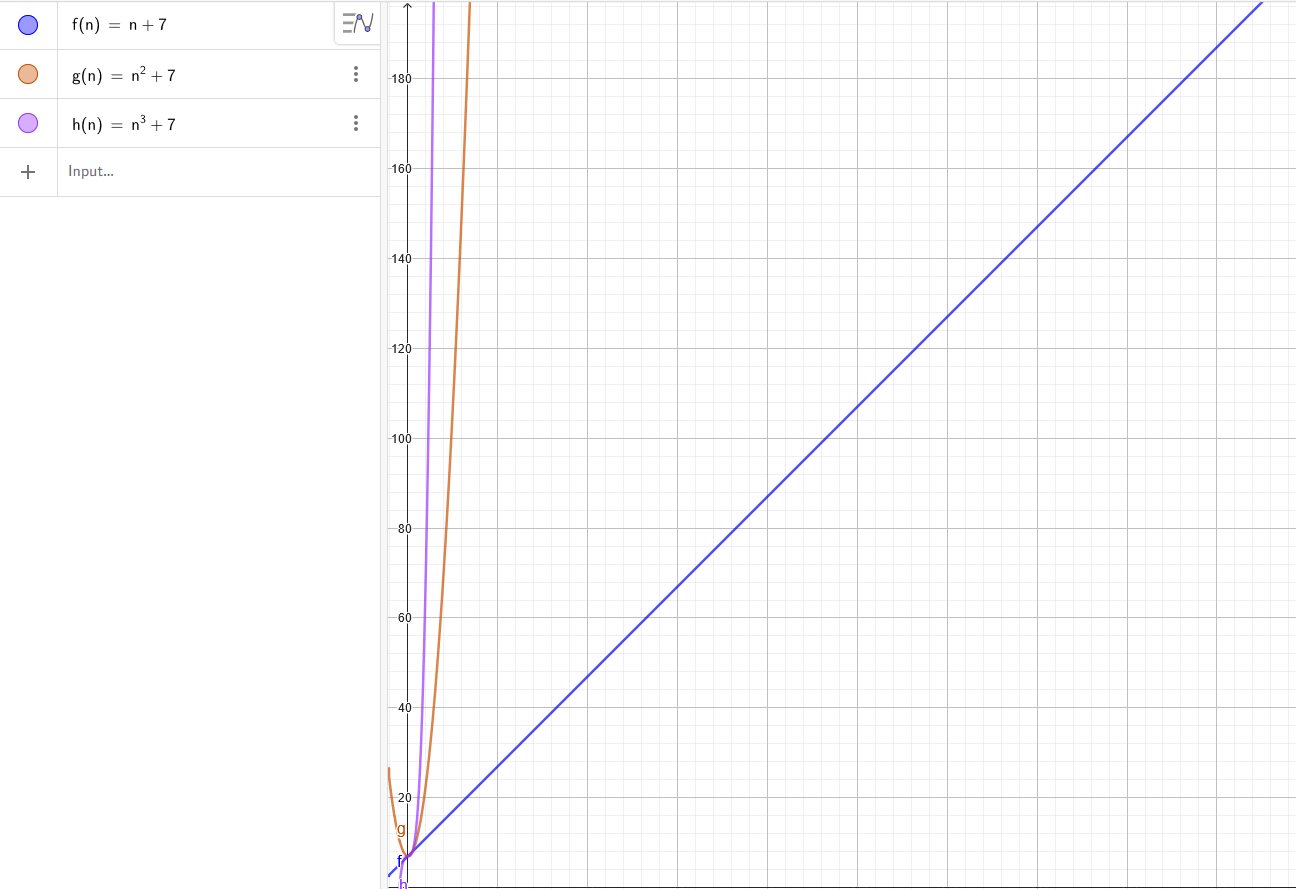 f(n) = n + 7
g(n) = n² + 7
h(n) = n³ + 7
+ Input...
180
160
140
120
100
80
60
40
20
g
f
h